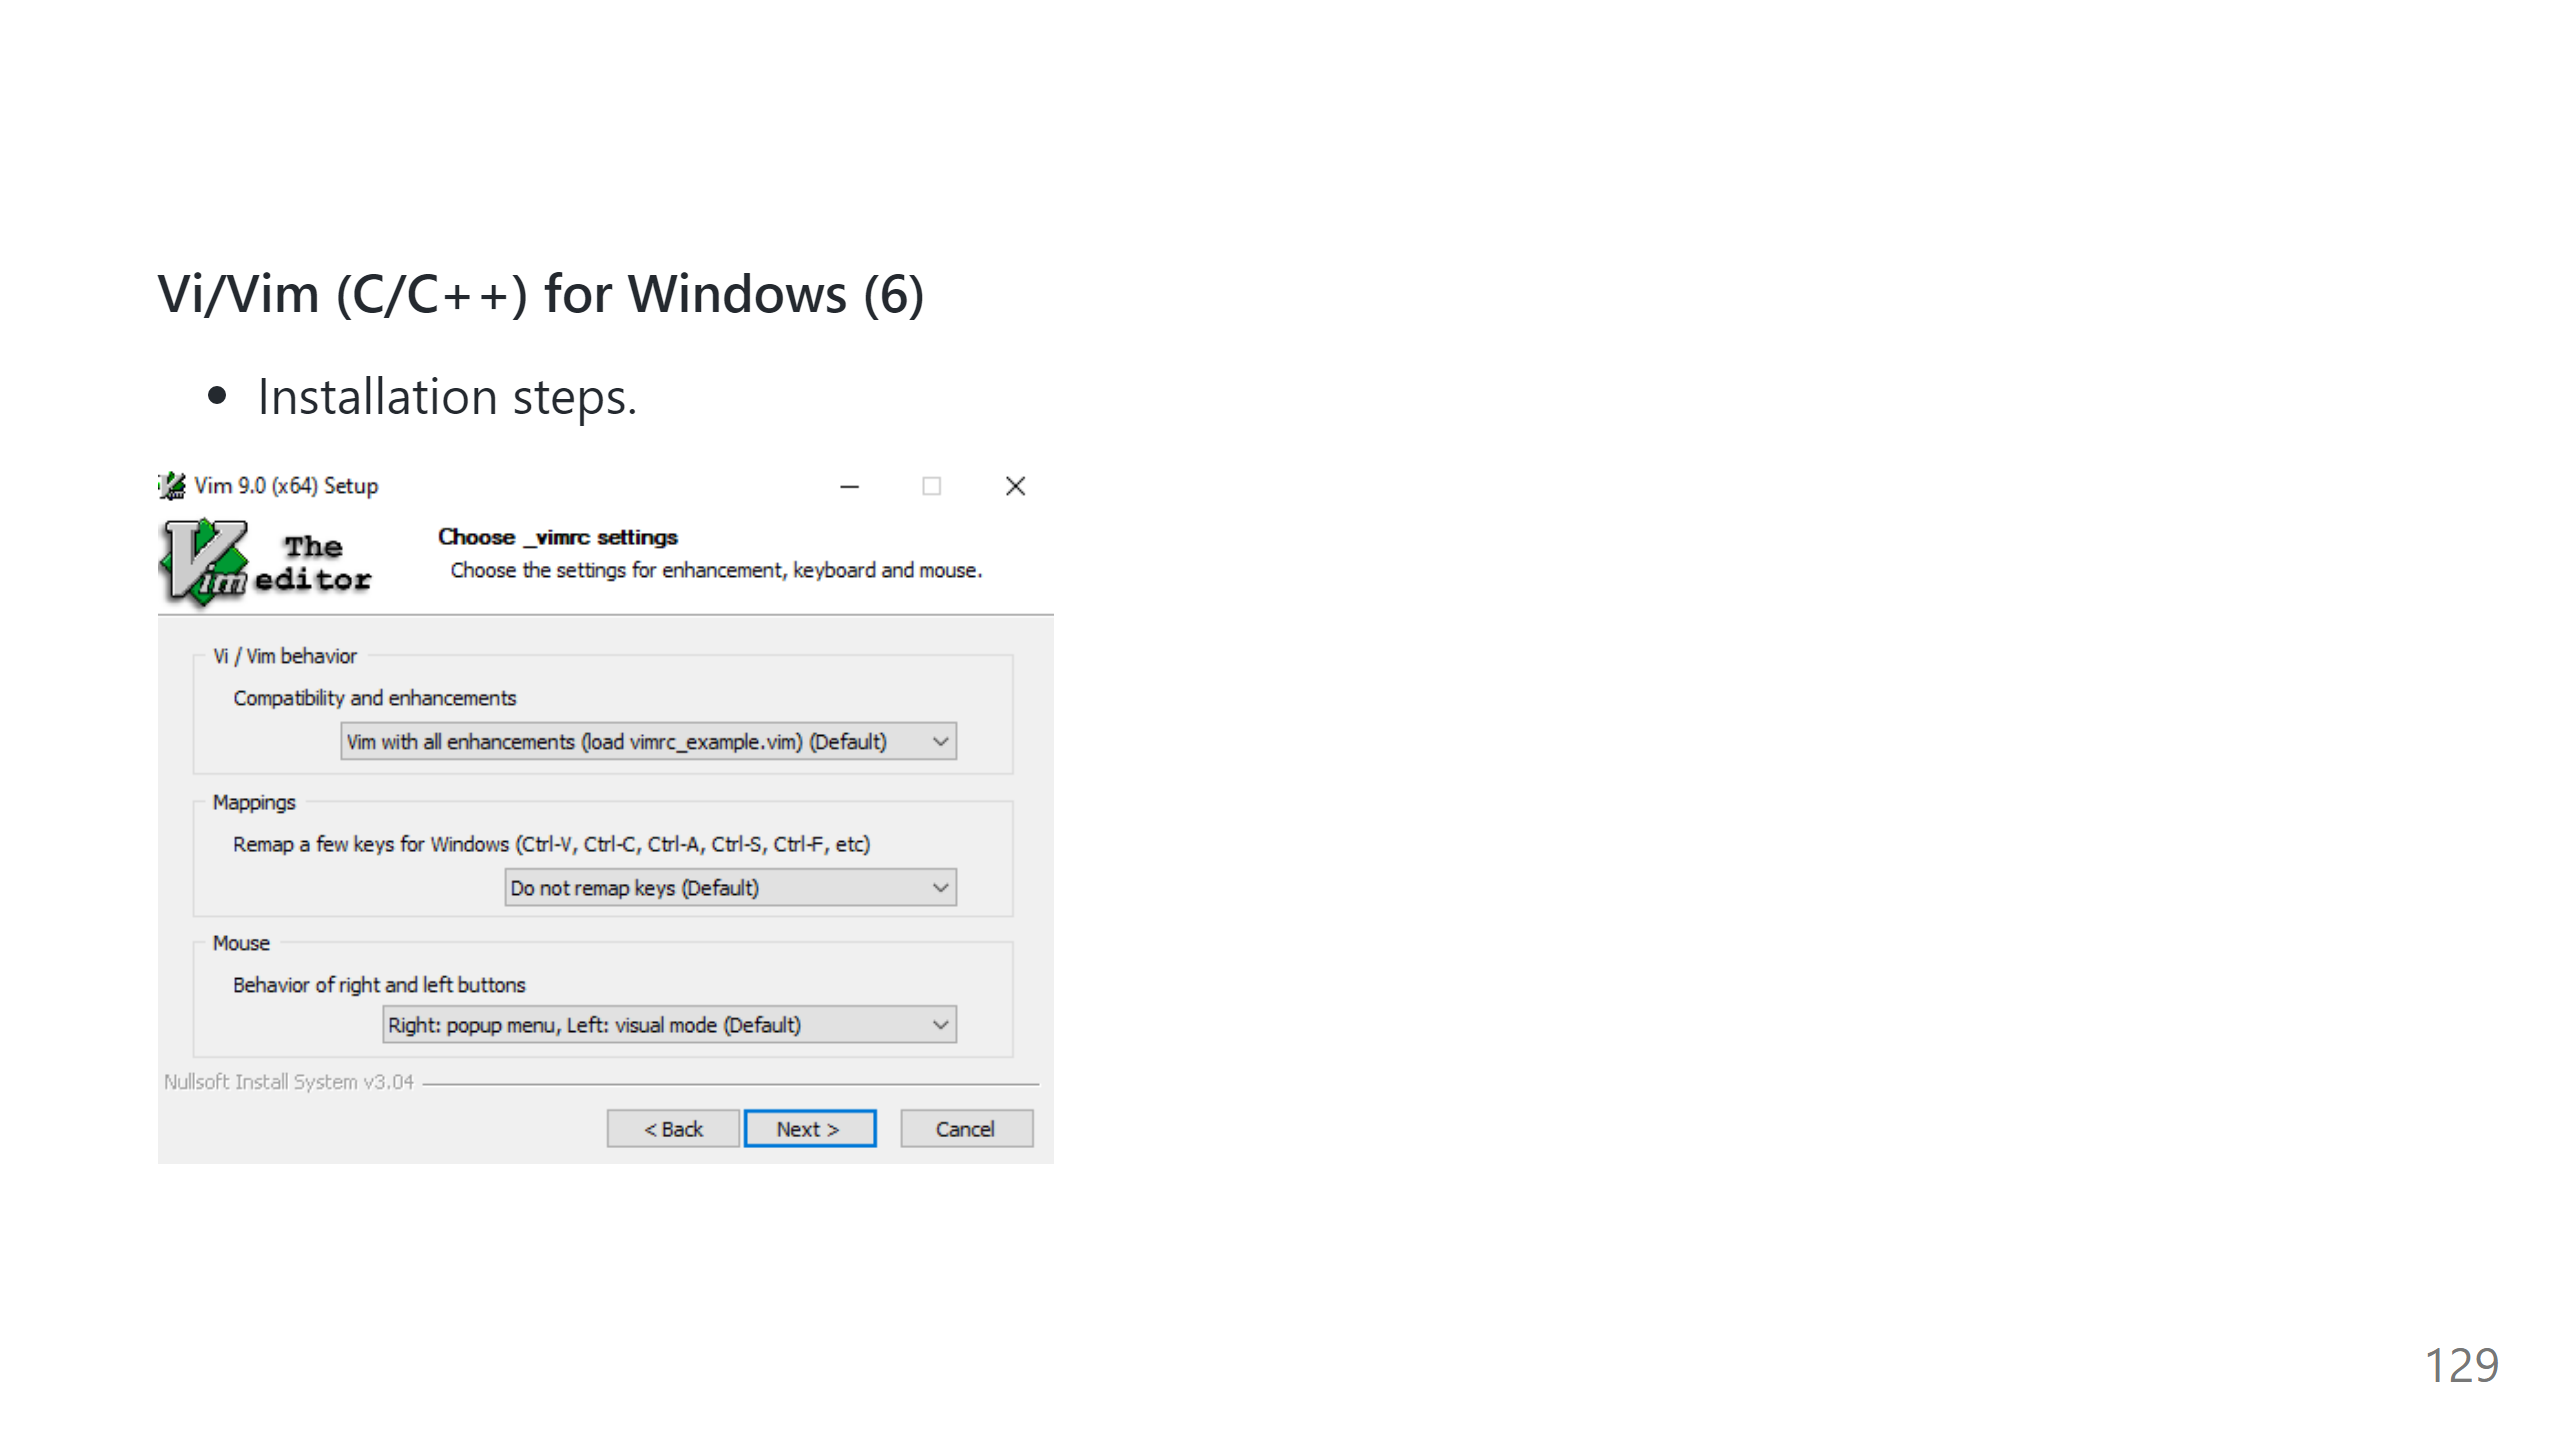 Vi/Vim (C/C++) for Windows (6)
• Installation steps.
Vim 9.0 (x64) Setup
Vim The editor
Choose _vimrc settings
Choose the settings for enhancement, keyboard and mouse.
Vi / Vim behavior
Compatibility and enhancements
Vim with all enhancements (load vimrc_example.vim) (Default)
Mappings
Remap a few keys for Windows (Ctrl-V, Ctrl-C, Ctrl-A, Ctrl-S, Ctrl-F, etc)
Do not remap keys (Default)
Mouse
Behavior of right and left buttons
Right: popup menu, Left: visual mode (Default)
Nullsoft Install System v3.04
< Back Next > Cancel
129